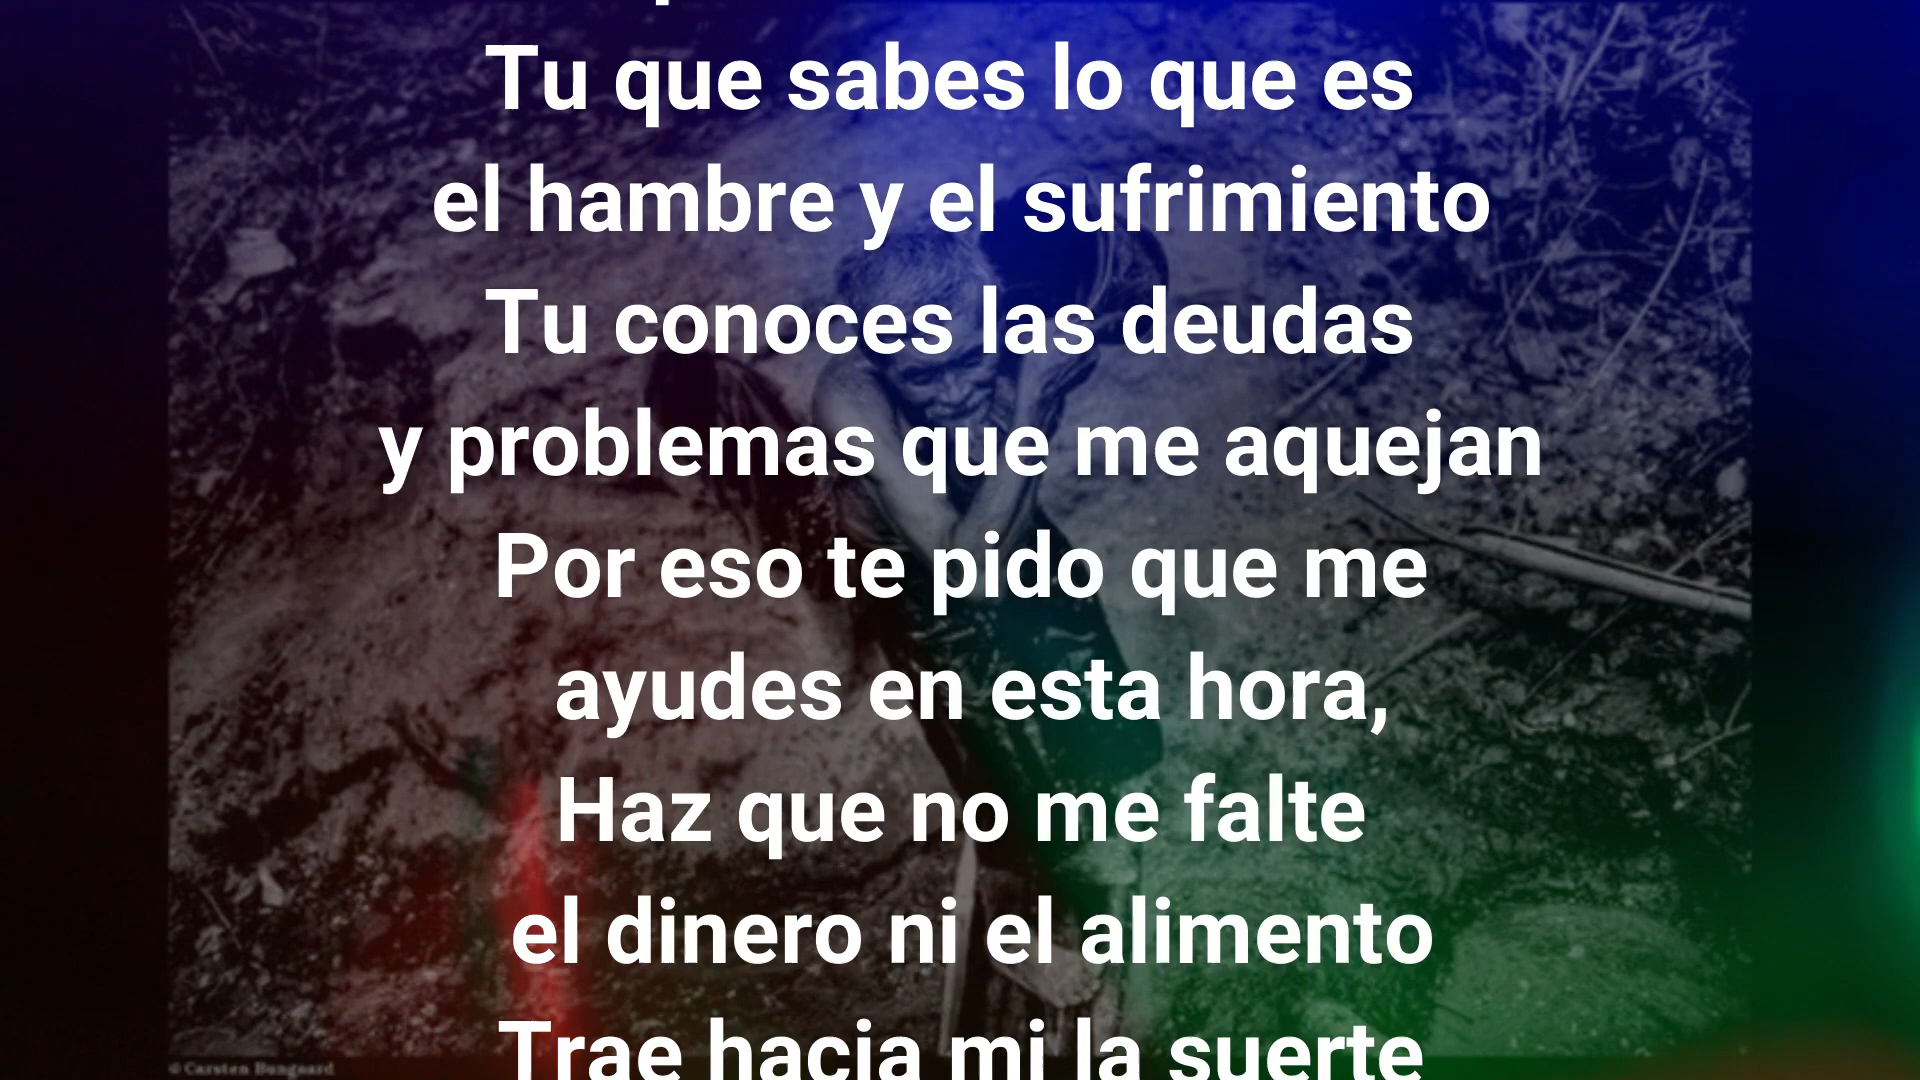 Tu que sabes lo que es
el hambre y el sufrimiento
Tu conoces las deudas
y problemas que me aquejan
Por eso te pido que me
ayudes en esta hora,
Haz que no me falte
el dinero ni el alimento
Trae hacia mi la suerte
© Carsten Bungaard